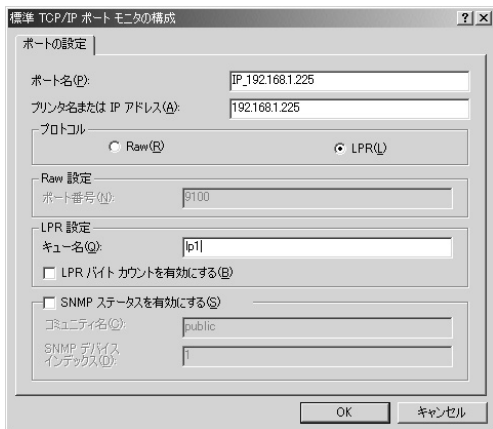 標準 TCP/IP ポート モニタの構成
ポートの設定
ポート名(P):
IP_192.168.1.225
プリンタ名または IP アドレス(A):
192.168.1.225
プロトコル
Raw(R)
LPR(L)
Raw 設定
ポート番号(N):
9100
LPR 設定
キュー名(Q):
lp1
LPR バイト カウントを有効にする(B)
SNMP ステータスを有効にする(S)
コミュニティ名(C):
public
SNMP デバイス
インデックス(D):
1
OK
キャンセル